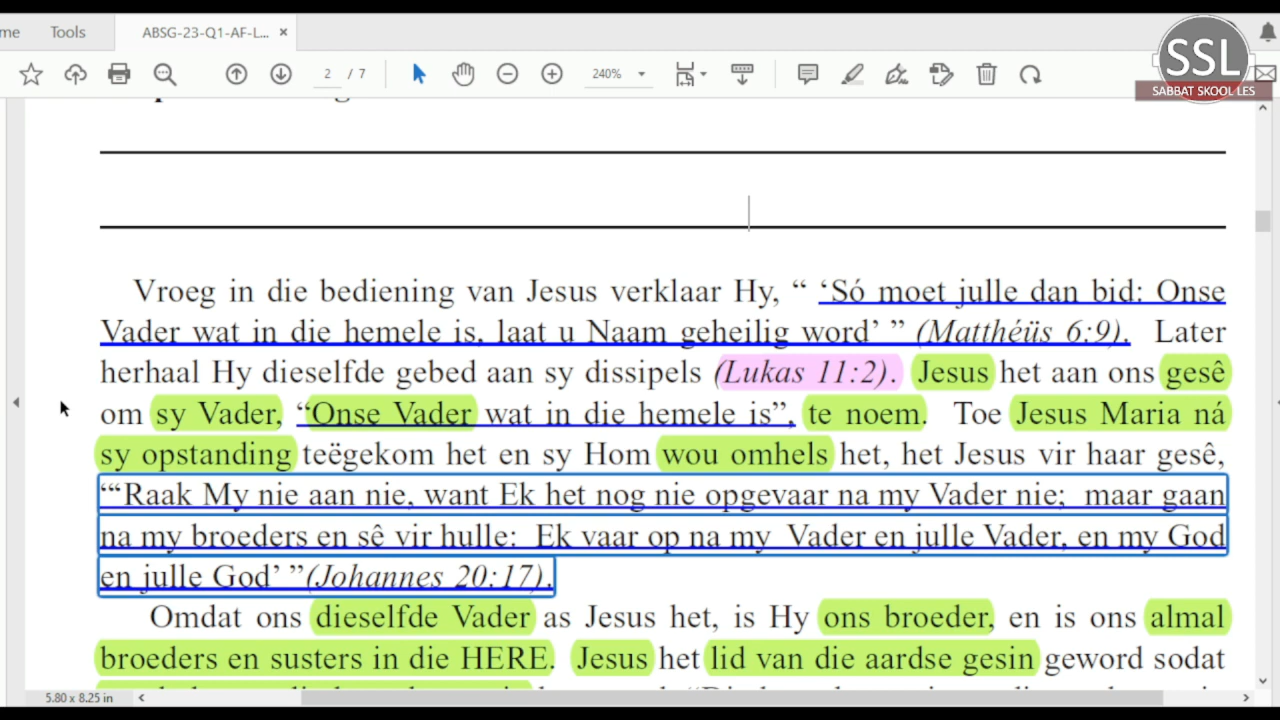 me Tools ABSG-23-Q1-AF-L... ×
SSL
SABBAT SKOOL LES
2 / 7 240%
Vroeg in die bediening van Jesus verklaar Hy, “ ‘Só moet julle dan bid: Onse
Vader wat in die hemele is, laat u Naam geheilig word’ ” (Matthéüs 6:9). Later
herhaal Hy dieselfde gebed aan sy dissipels (Lukas 11:2). Jesus het aan ons gesê
om sy Vader, “Onse Vader wat in die hemele is”, te noem. Toe Jesus Maria ná
sy opstanding teëgekom het en sy Hom wou omhels het, het Jesus vir haar gesê,
“‘Raak My nie aan nie, want Ek het nog nie opgevaar na my Vader nie; maar gaan
na my broeders en sê vir hulle: Ek vaar op na my Vader en julle Vader, en my God
en julle God’ ”(Johannes 20:17).
Omdat ons dieselfde Vader as Jesus het, is Hy ons broeder, en is ons almal
broeders en susters in die HERE. Jesus het lid van die aardse gesin geword sodat
5.80 x 8.25 in